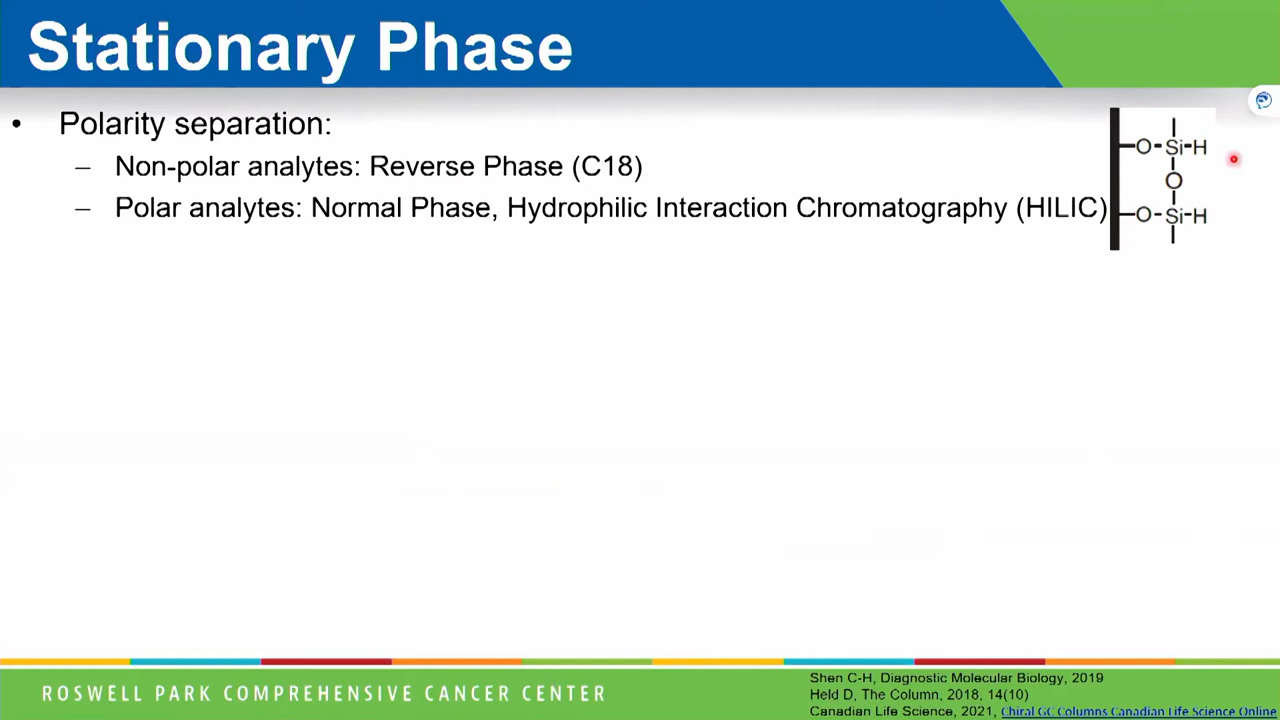 Stationary Phase
• Polarity separation:
– Non-polar analytes: Reverse Phase (C18)
– Polar analytes: Normal Phase, Hydrophilic Interaction Chromatography (HILIC)
O-Si-H
O
O-Si-H
ROSWELL PARK COMPREHENSIVE CANCER CENTER
Shen C-H, Diagnostic Molecular Biology, 2019
Held D, The Column, 2018, 14(10)
Canadian Life Science, 2021, Chiral GC Columns Canadian Life Science Online